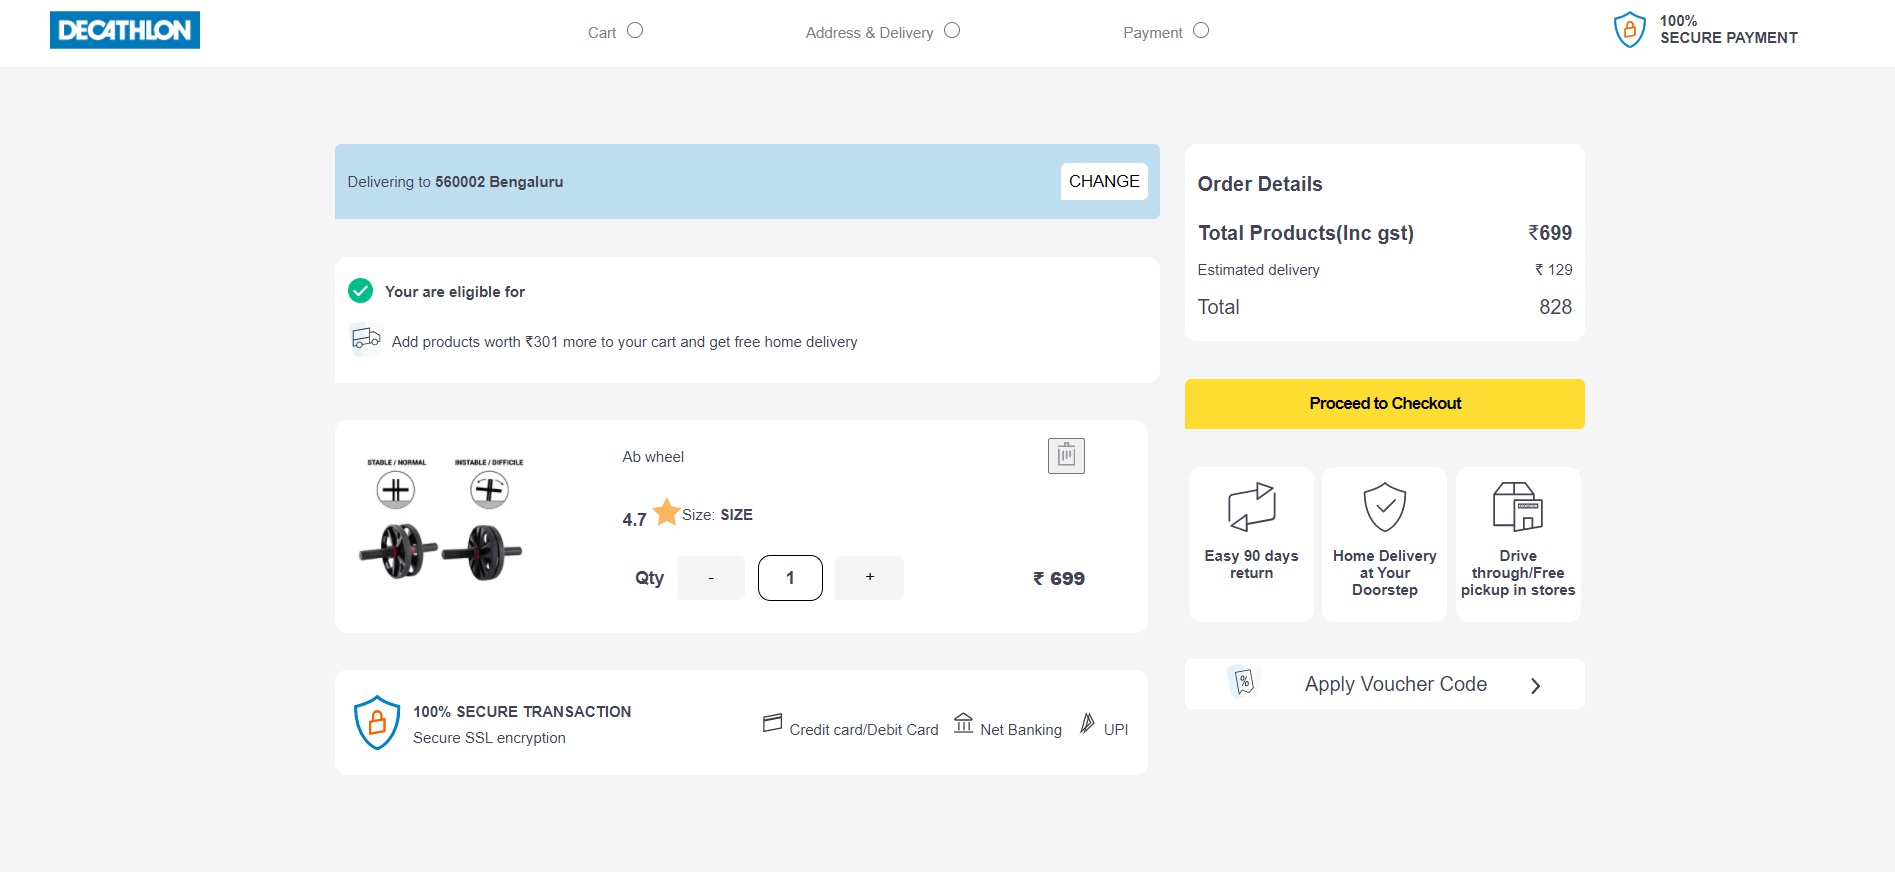 DECATHLON
Cart
Address & Delivery
Payment
100%
SECURE PAYMENT
Delivering to 560002 Bengaluru
CHANGE
Your are eligible for
Add products worth ₹301 more to your cart and get free home delivery
STABLE / NORMAL
INSTABLE / DIFFICILE
Ab wheel
4.7
Size: SIZE
Qty - 1 +
₹ 699
100% SECURE TRANSACTION
Secure SSL encryption
Credit card/Debit Card
Net Banking
UPI
Order Details
Total Products(Inc gst) ₹699
Estimated delivery ₹ 129
Total 828
Proceed to Checkout
Easy 90 days
return
Home Delivery
at Your
Doorstep
Drive
through/Free
pickup in stores
% Apply Voucher Code